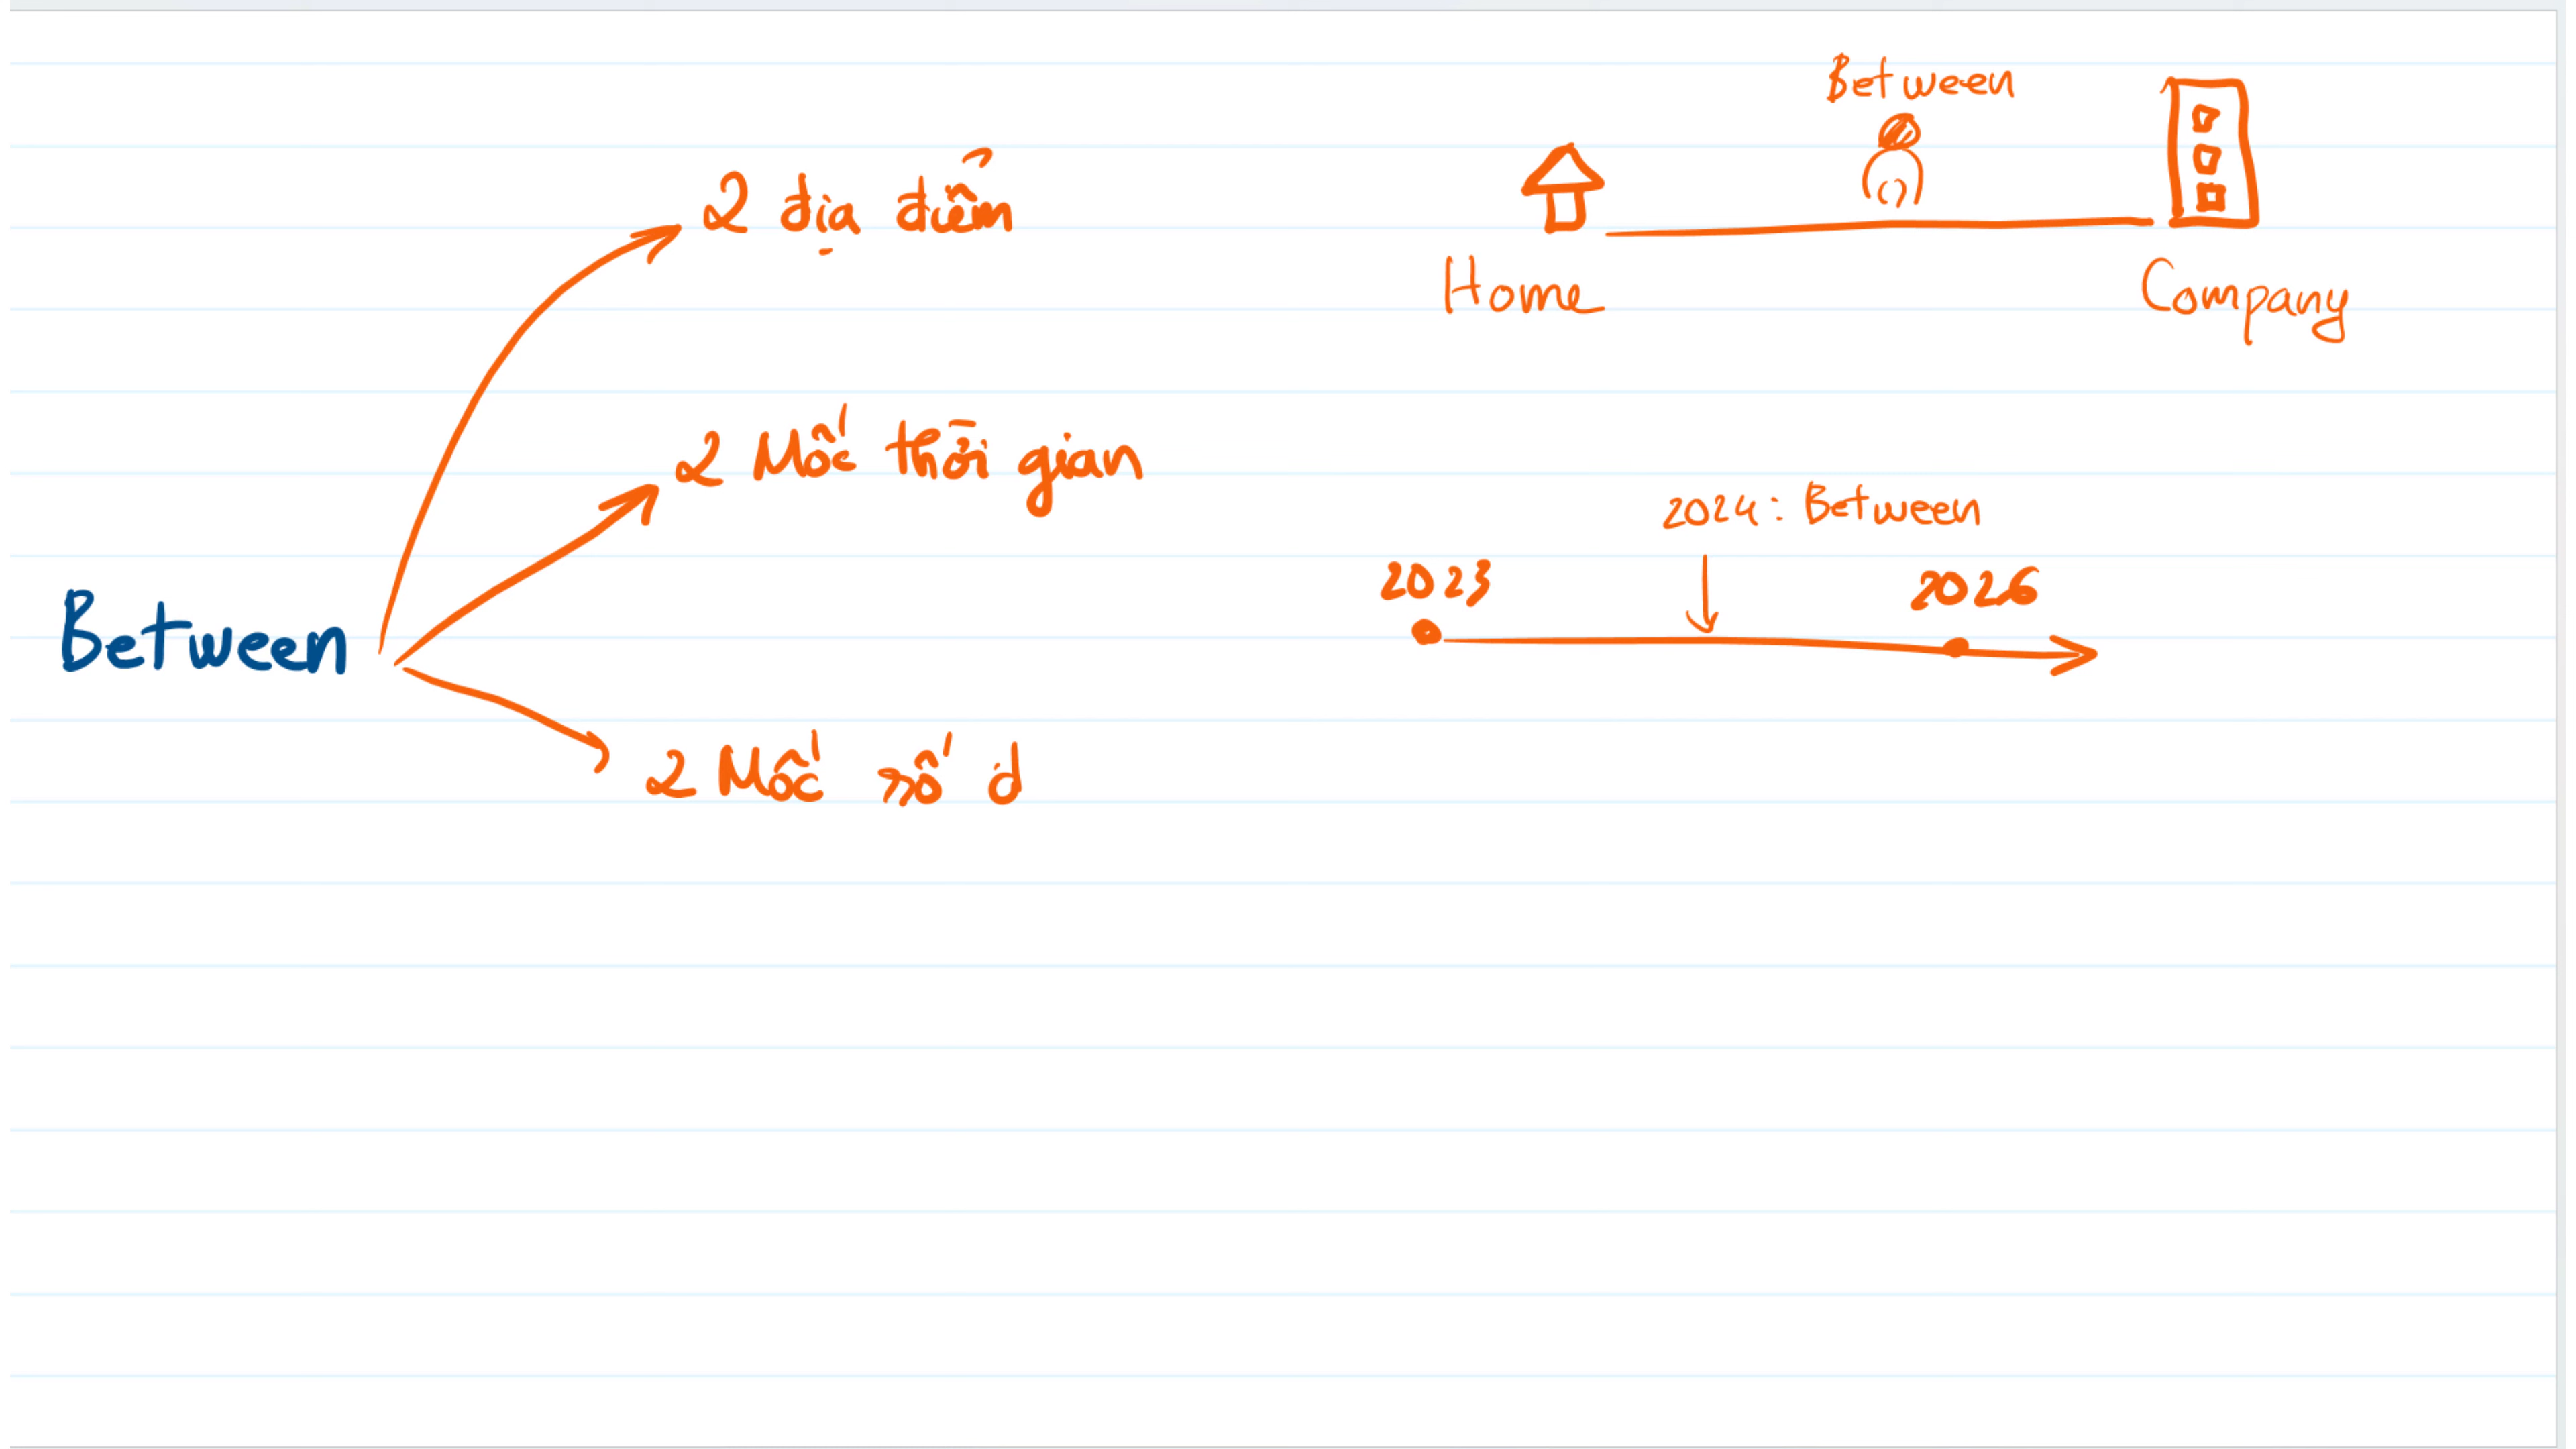 Between
2 địa điểm
Home
Between
Company
2 Mốc thời gian
2023
2024: Between
2026
2 Mốc số đ